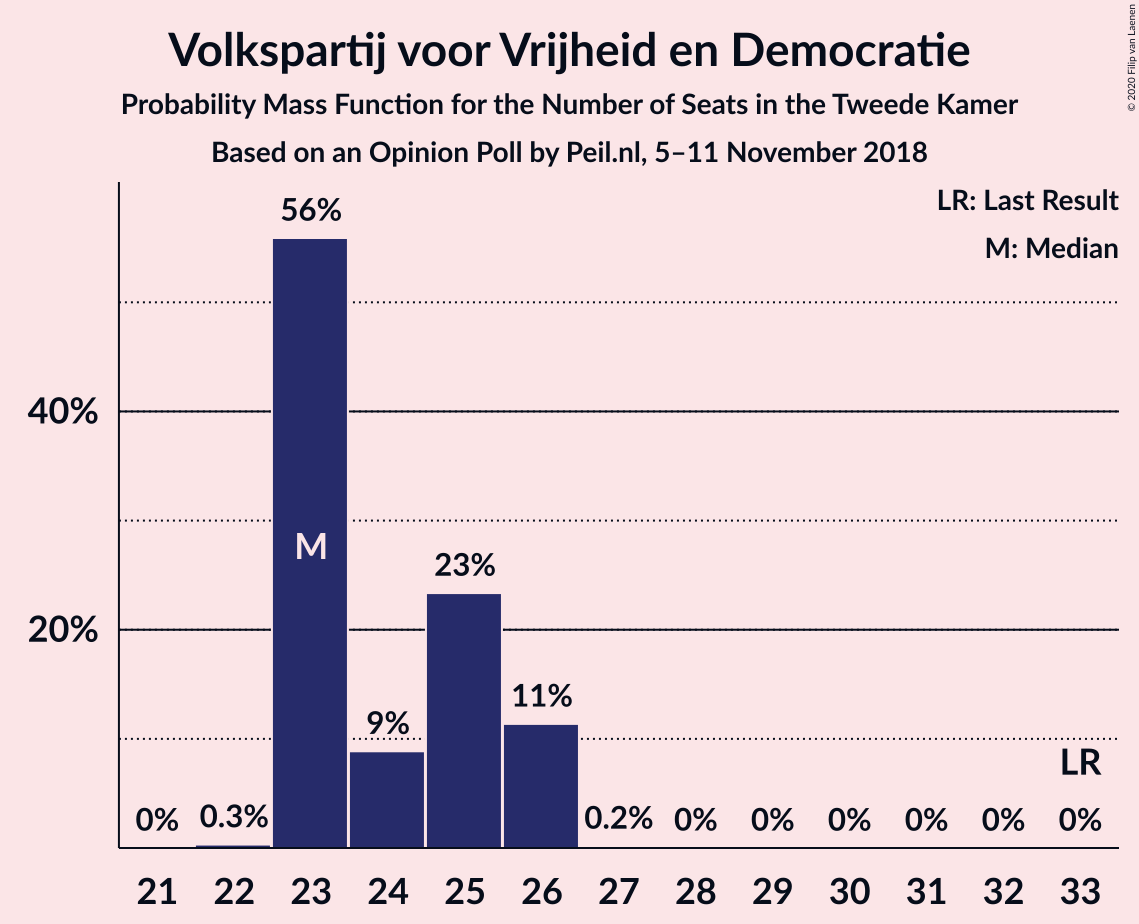 Volkspartij voor Vrijheid en Democratie
Probability Mass Function for the Number of Seats in the Tweede Kamer
Based on an Opinion Poll by Peil.nl, 5–11 November 2018
© 2020 Filip van Laenen
LR: Last Result
M: Median
56%
40%
M
23%
20%
11%
9%
LR
0% 0.3% 0.2% 0% 0% 0% 0% 0% 0%
21 22 23 24 25 26 27 28 29 30 31 32 33